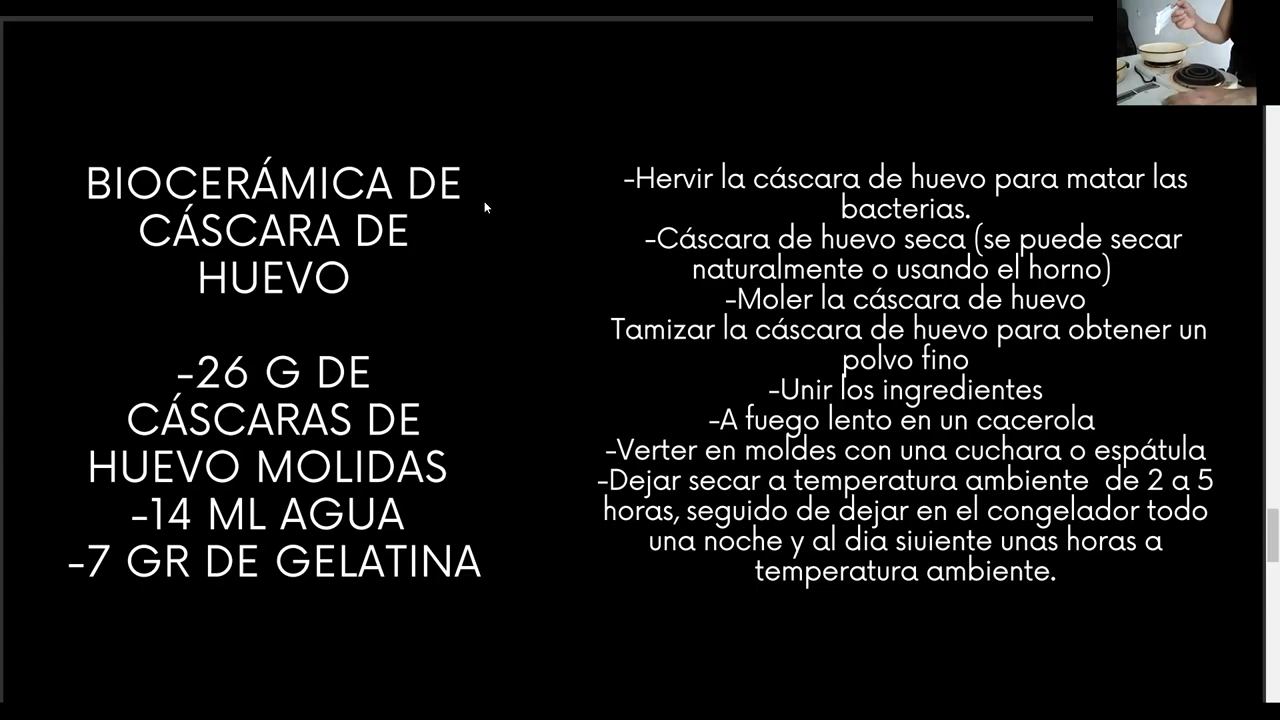 BIOCERÁMICA DE
CÁSCARA DE
HUEVO
-26 G DE
CÁSCARAS DE
HUEVO MOLIDAS
-14 ML AGUA
-7 GR DE GELATINA
-Hervir la cáscara de huevo para matar las
bacterias.
-Cáscara de huevo seca (se puede secar
naturalmente o usando el horno)
-Moler la cáscara de huevo
Tamizar la cáscara de huevo para obtener un
polvo fino
-Unir los ingredientes
-A fuego lento en un cacerola
-Verter en moldes con una cuchara o espátula
-Dejar secar a temperatura ambiente de 2 a 5
horas, seguido de dejar en el congelador todo
una noche y al dia siuiente unas horas a
temperatura ambiente.